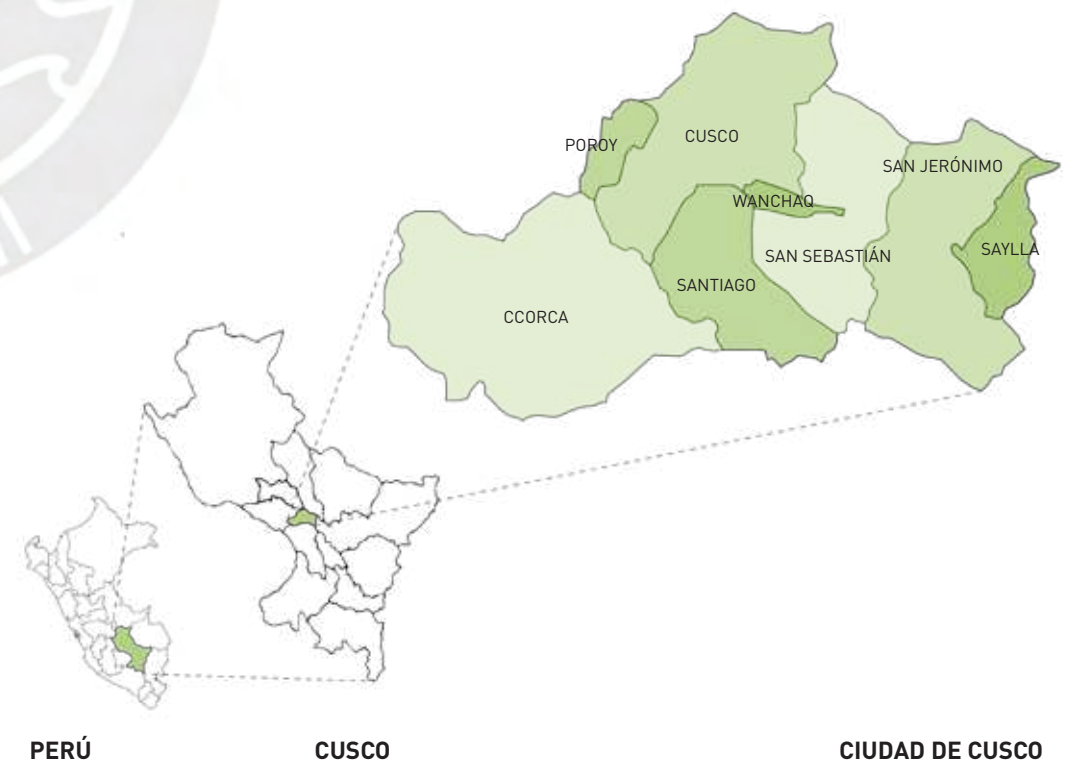 POROY
CUSCO
SAN JERÓNIMO
WANCHAQ
SAN SEBASTIÁN
SAYLLA
SANTIAGO
CCORCA
PERÚ
CUSCO
CIUDAD DE CUSCO